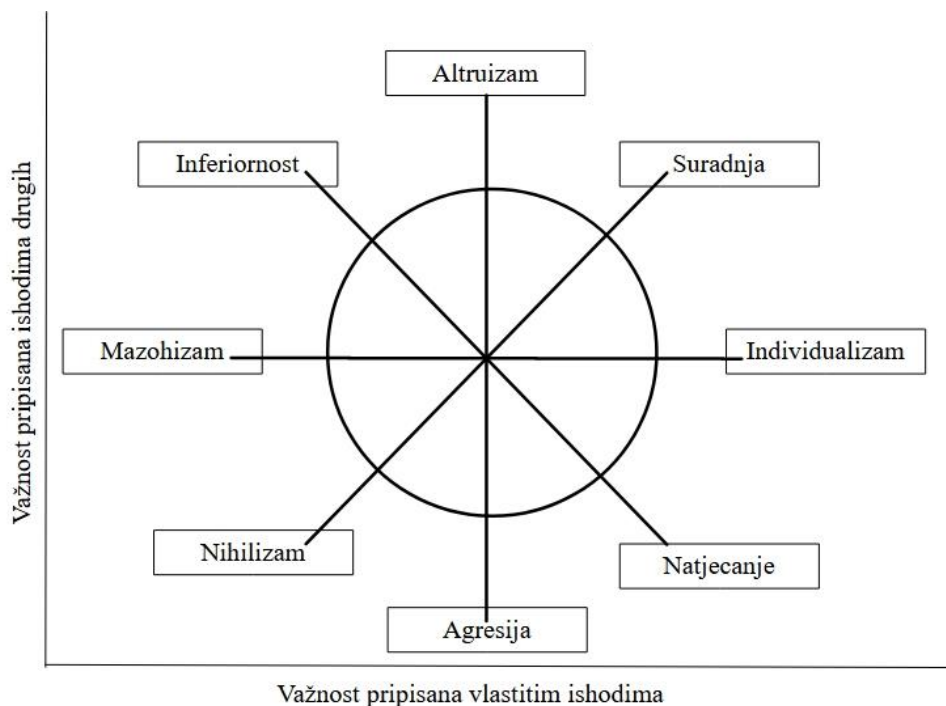 Altruizam
Inferiornost
Suradnja
Važnost pripisana ishodima drugih
Mazohizam
Individualizam
Nihilizam
Natjecanje
Agresija
Važnost pripisana vlastitim ishodima